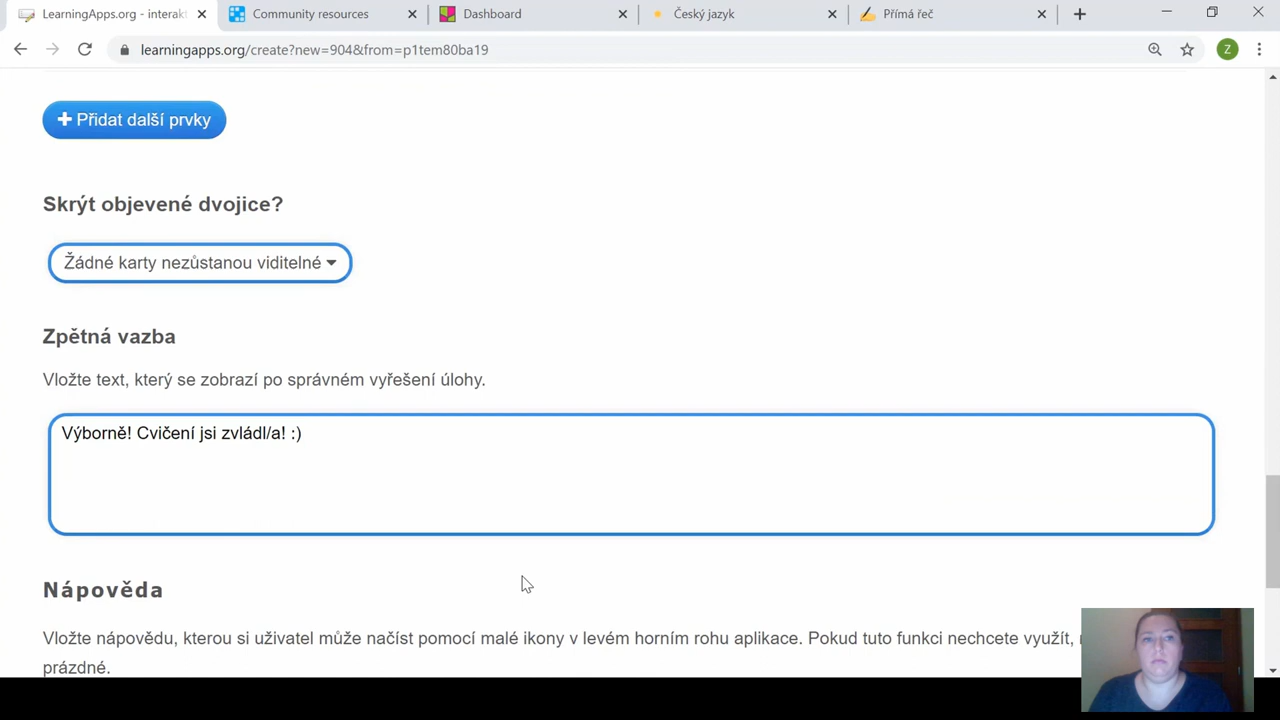 LearningApps.org - interakt
Community resources
Dashboard
Český jazyk
Přímá řeč
learningapps.org/create?new=904&from=p1tem80ba19
Z
Přidat další prvky
Skrýt objevené dvojice?
Žádné karty nezůstanou viditelné
Zpětná vazba
Vložte text, který se zobrazí po správném vyřešení úlohy.
Výborně! Cvičení jsi zvládl/a! :)
Nápověda
Vložte nápovědu, kterou si uživatel může načíst pomocí malé ikony v levém horním rohu aplikace. Pokud tuto funkci nechcete využít,
prázdné.